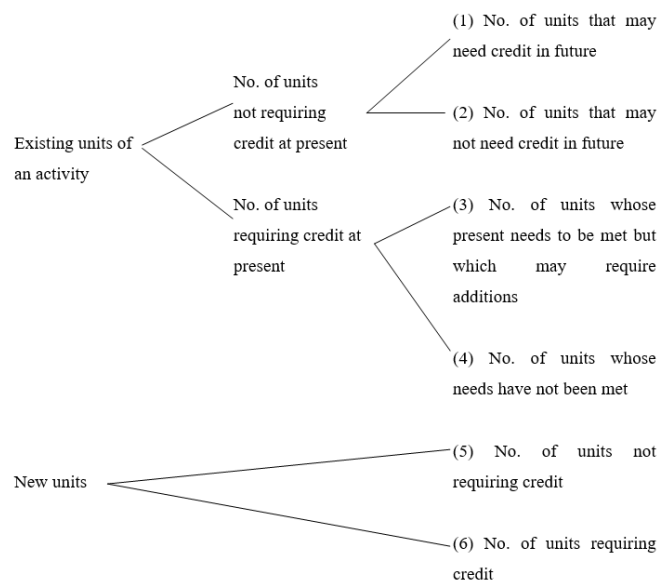 (1) No. of units that may
need credit in future
No. of units
not requiring
credit at present
(2) No. of units that may
not need credit in future
Existing units of
an activity
No. of units
requiring credit at
present
(3) No. of units whose
present needs to be met but
which may require
additions
(4) No. of units whose
needs have not been met
New units
(5) No. of units not
requiring credit
(6) No. of units requiring
credit